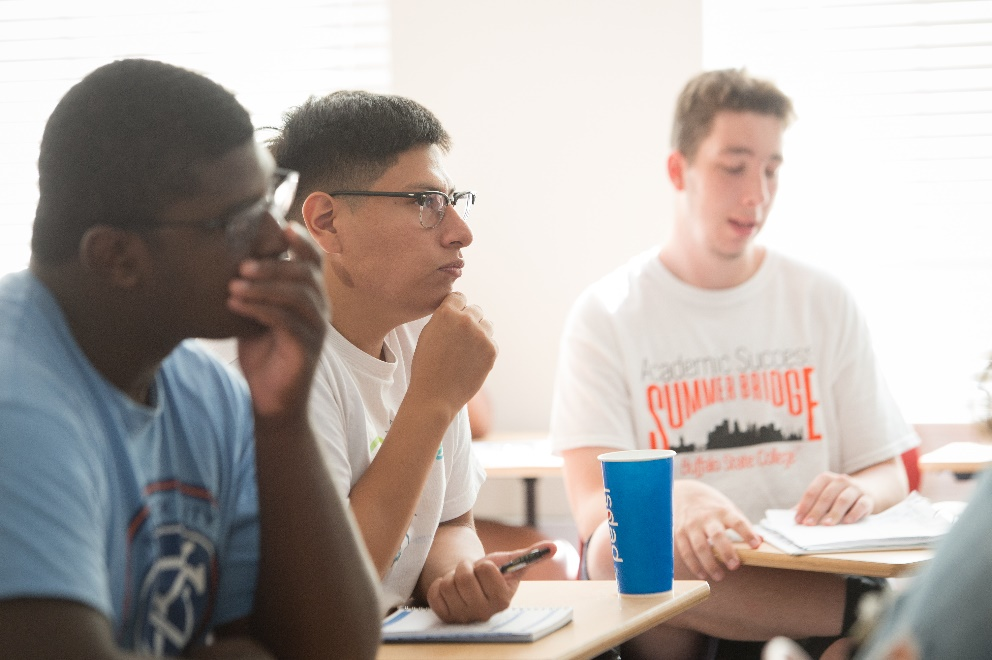 Academic Success
SUMMER BRIDGE
Buffalo State College
pepsi